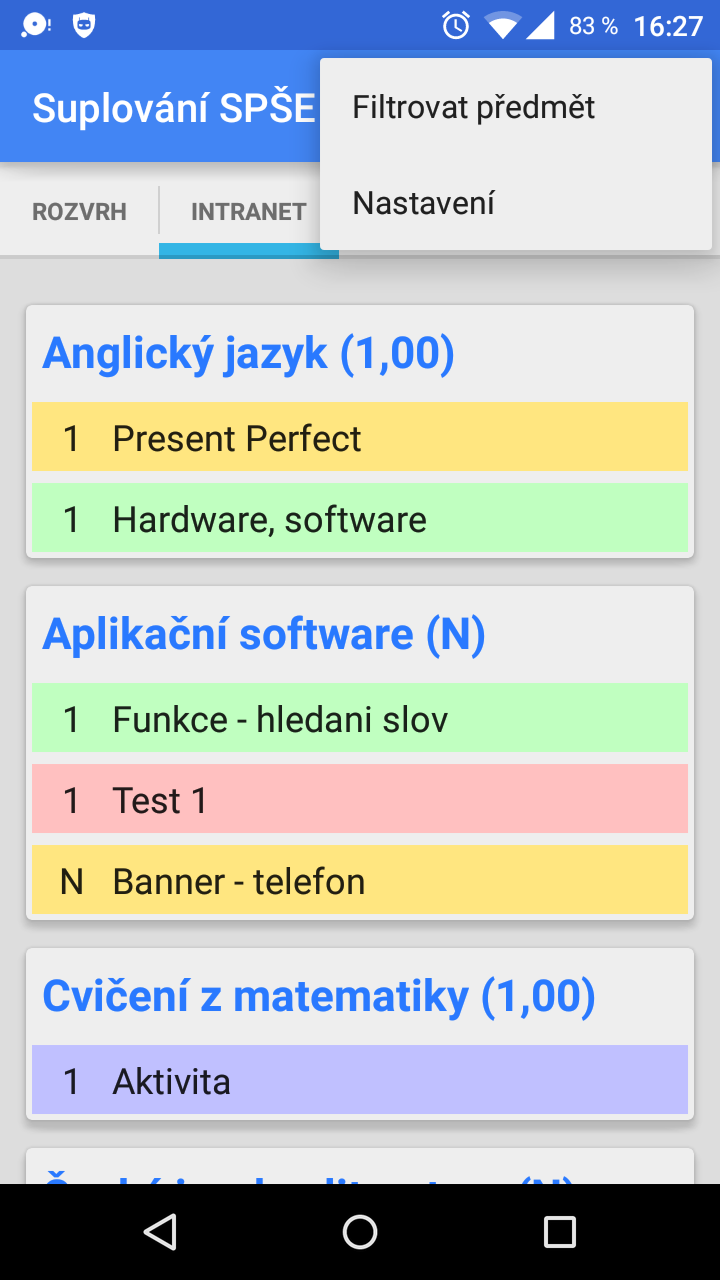 83 % 16:27
Suplování SPŠE
Filtrovat předmět
Nastavení
ROZVRH INTRANET
Anglický jazyk (1,00)
1 Present Perfect
1 Hardware, software
Aplikační software (N)
1 Funkce - hledani slov
1 Test 1
N Banner - telefon
Cvičení z matematiky (1,00)
1 Aktivita